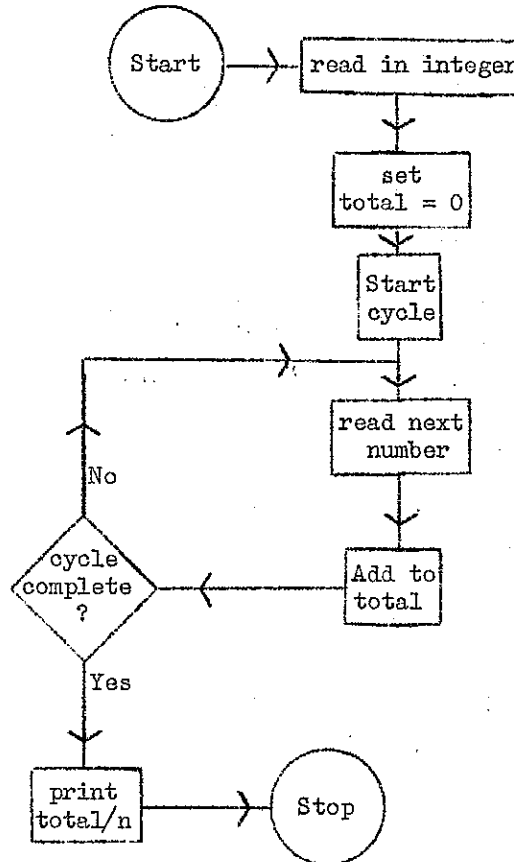 Start
read in integer
set
total = 0
Start
cycle
read next
number
No
cycle
complete
?
Add to
total
Yes
print
total/n
Stop